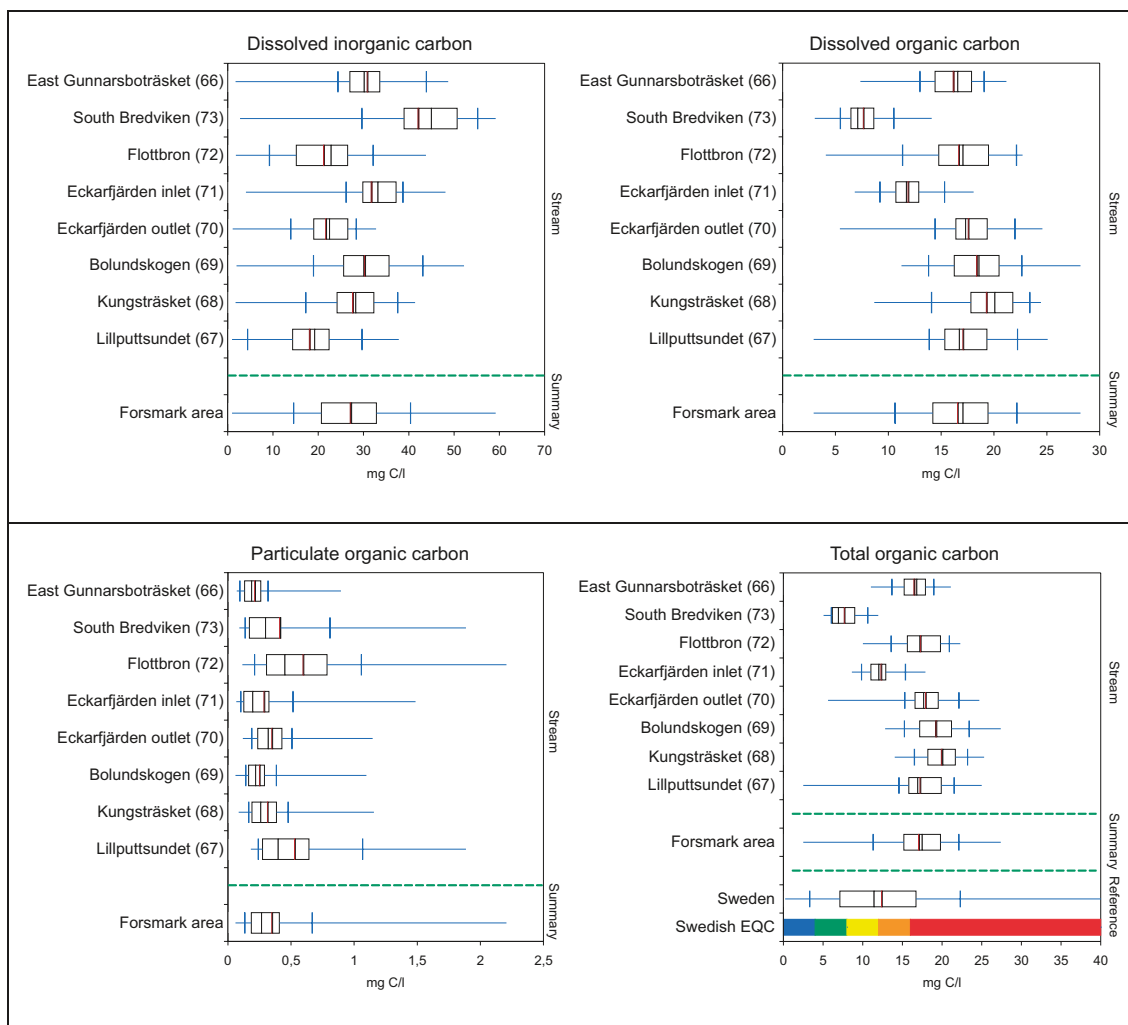 Dissolved inorganic carbon
East Gunnarsboträsket (66)
South Bredviken (73)
Flottbron (72)
Eckarfjärden inlet (71)
Eckarfjärden outlet (70)
Bolundskogen (69)
Kungsträsket (68)
Lillputtsundet (67)
Forsmark area
Stream
Summary
0 10 20 30 40 50 60 70
mg C/l
Dissolved organic carbon
East Gunnarsboträsket (66)
South Bredviken (73)
Flottbron (72)
Eckarfjärden inlet (71)
Eckarfjärden outlet (70)
Bolundskogen (69)
Kungsträsket (68)
Lillputtsundet (67)
Forsmark area
Stream
Summary
0 5 10 15 20 25 30
mg C/l
Particulate organic carbon
East Gunnarsboträsket (66)
South Bredviken (73)
Flottbron (72)
Eckarfjärden inlet (71)
Eckarfjärden outlet (70)
Bolundskogen (69)
Kungsträsket (68)
Lillputtsundet (67)
Forsmark area
Stream
Summary
0 0,5 1 1,5 2 2,5
mg C/l
Total organic carbon
East Gunnarsboträsket (66)
South Bredviken (73)
Flottbron (72)
Eckarfjärden inlet (71)
Eckarfjärden outlet (70)
Bolundskogen (69)
Kungsträsket (68)
Lillputtsundet (67)
Forsmark area
Sweden
Swedish EQC
Stream
Summary
Reference
0 5 10 15 20 25 30 35 40
mg C/l